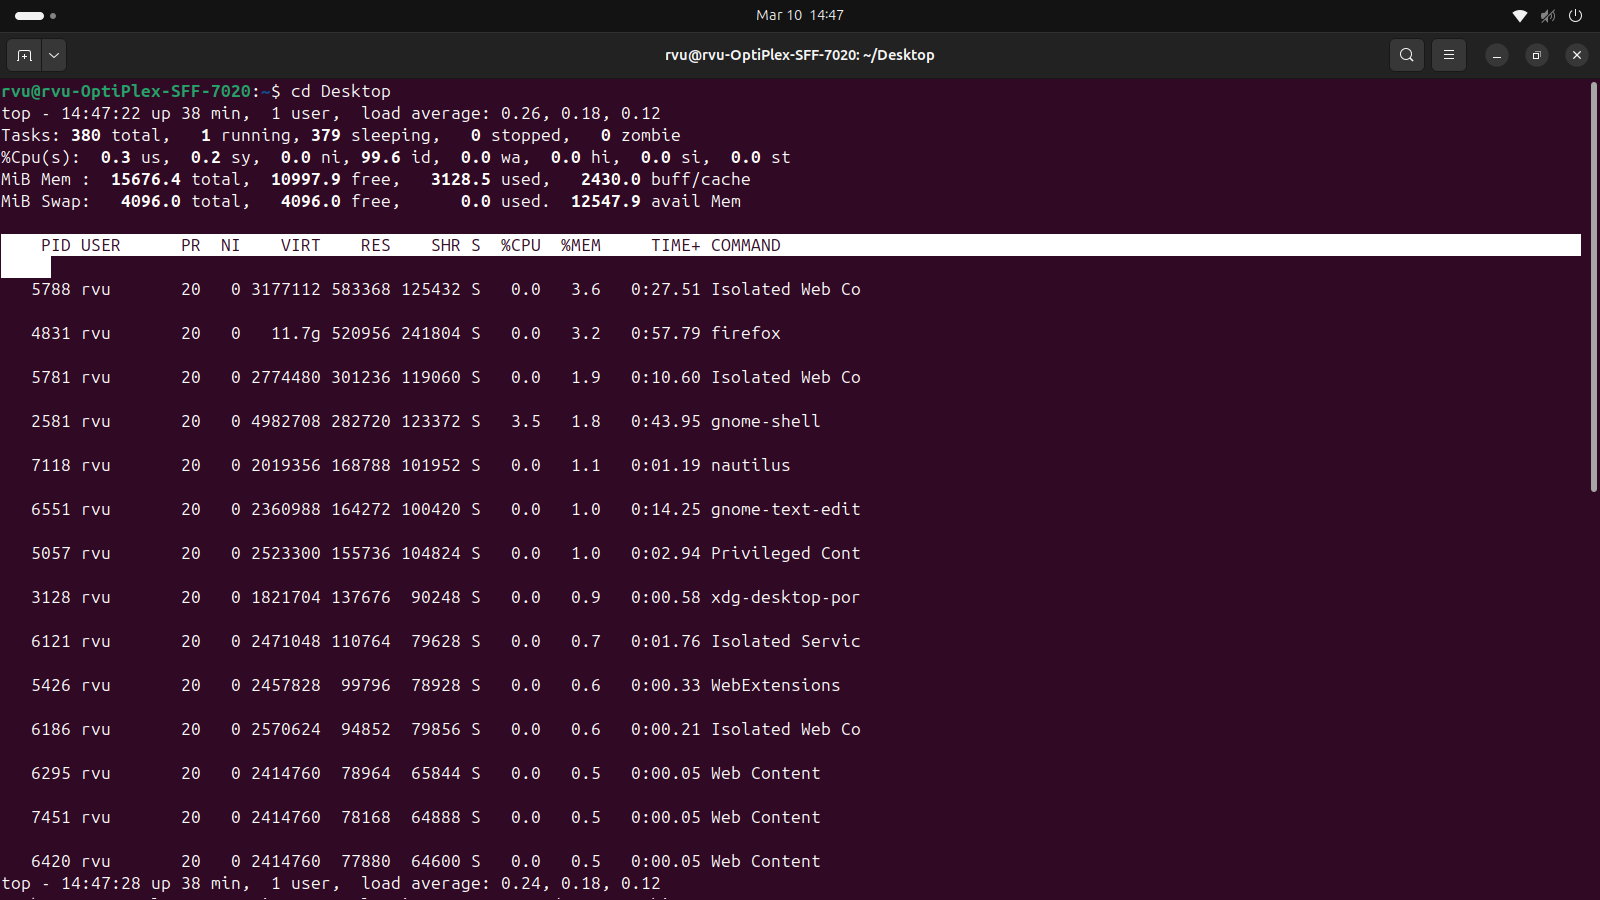 Mar 10 14:47
rvu@rvu-OptiPlex-SFF-7020: ~/Desktop
rvu@rvu-OptiPlex-SFF-7020:~$ cd Desktop
top - 14:47:22 up 38 min,  1 user,  load average: 0.26, 0.18, 0.12
Tasks: 380 total,   1 running, 379 sleeping,   0 stopped,   0 zombie
%Cpu(s):  0.3 us,  0.2 sy,  0.0 ni, 99.6 id,  0.0 wa,  0.0 hi,  0.0 si,  0.0 st
MiB Mem :  15676.4 total,  10997.9 free,   3128.5 used,   2430.0 buff/cache
MiB Swap:   4096.0 total,   4096.0 free,      0.0 used.  12547.9 avail Mem
PID USER      PR  NI    VIRT    RES    SHR S  %CPU  %MEM     TIME+ COMMAND
5788 rvu       20   0 3177112 583368 125432 S   0.0   3.6   0:27.51 Isolated Web Co
4831 rvu       20   0   11.7g 520956 241804 S   0.0   3.2   0:57.79 firefox
5781 rvu       20   0 2774480 301236 119060 S   0.0   1.9   0:10.60 Isolated Web Co
2581 rvu       20   0 4982708 282720 123372 S   3.5   1.8   0:43.95 gnome-shell
7118 rvu       20   0 2019356 168788 101952 S   0.0   1.1   0:01.19 nautilus
6551 rvu       20   0 2360988 164272 100420 S   0.0   1.0   0:14.25 gnome-text-edit
5057 rvu       20   0 2523300 155736 104824 S   0.0   1.0   0:02.94 Privileged Cont
3128 rvu       20   0 1821704 137676  90248 S   0.0   0.9   0:00.58 xdg-desktop-por
6121 rvu       20   0 2471048 110764  79628 S   0.0   0.7   0:01.76 Isolated Servic
5426 rvu       20   0 2457828  99796  78928 S   0.0   0.6   0:00.33 WebExtensions
6186 rvu       20   0 2570624  94852  79856 S   0.0   0.6   0:00.21 Isolated Web Co
6295 rvu       20   0 2414760  78964  65844 S   0.0   0.5   0:00.05 Web Content
7451 rvu       20   0 2414760  78168  64888 S   0.0   0.5   0:00.05 Web Content
6420 rvu       20   0 2414760  77880  64600 S   0.0   0.5   0:00.05 Web Content
top - 14:47:28 up 38 min,  1 user,  load average: 0.24, 0.18, 0.12